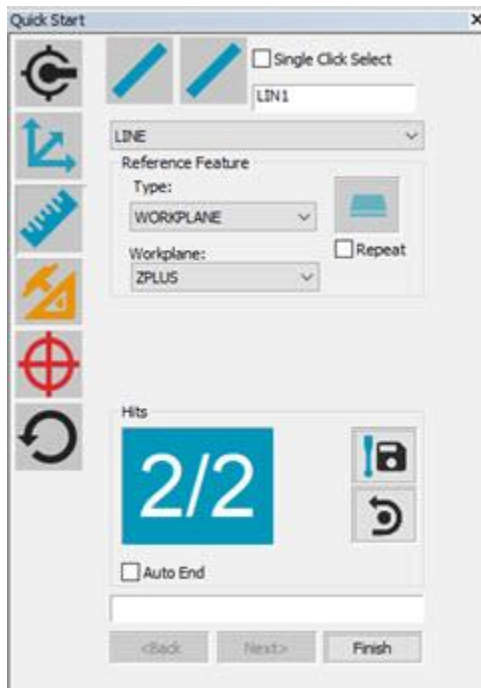 Quick Start
Single Click Select
LIN1
LINE
Reference Feature
Type:
WORKPLANE
Repeat
Workplane:
ZPLUS
Hits
2/2
Auto End
<Back
Next>
Finish